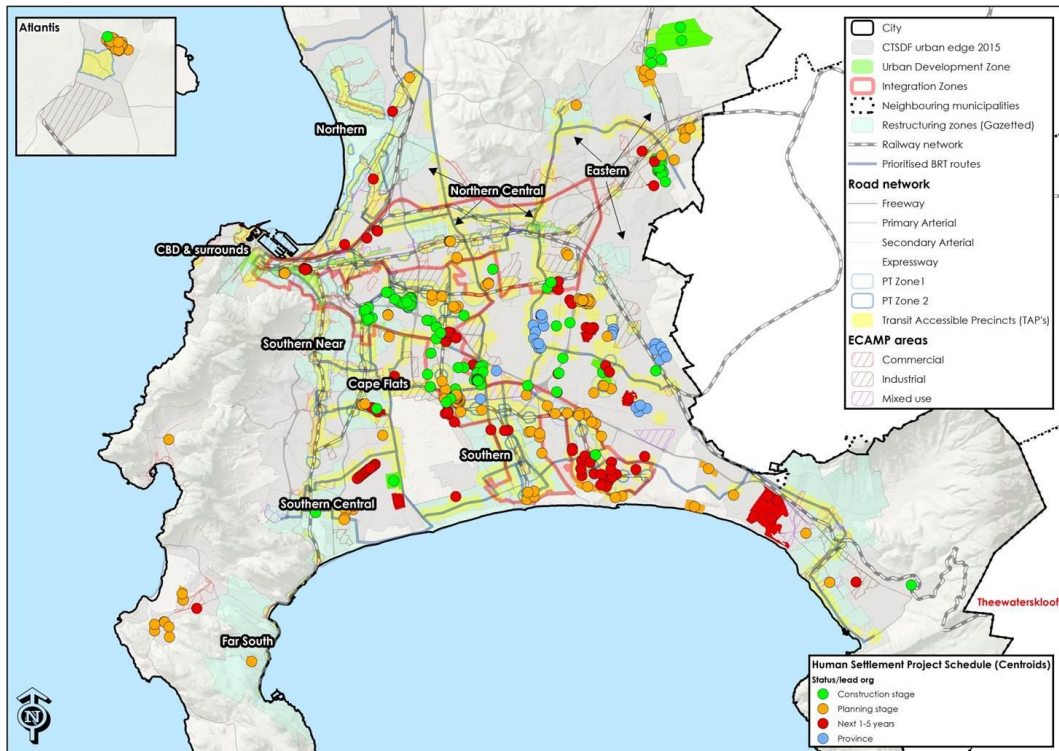 Atlantis
Northern
Northern Central
Eastern
CBD & surrounds
Southern Near
Cape Flats
Southern
Southern Central
Far South
Theewaterskloof
N
City
CTSDF urban edge 2015
Urban Development Zone
Integration Zones
Neighbouring municipalities
Restructuring zones (Gazetted)
Railway network
Prioritised BRT routes
Road network
Freeway
Primary Arterial
Secondary Arterial
Expressway
PT Zone1
PT Zone 2
Transit Accessible Precincts (TAP's)
ECAMP areas
Commercial
Industrial
Mixed use
Human Settlement Project Schedule (Centroids)
Status/lead org
Construction stage
Planning stage
Next 1-5 years
Province